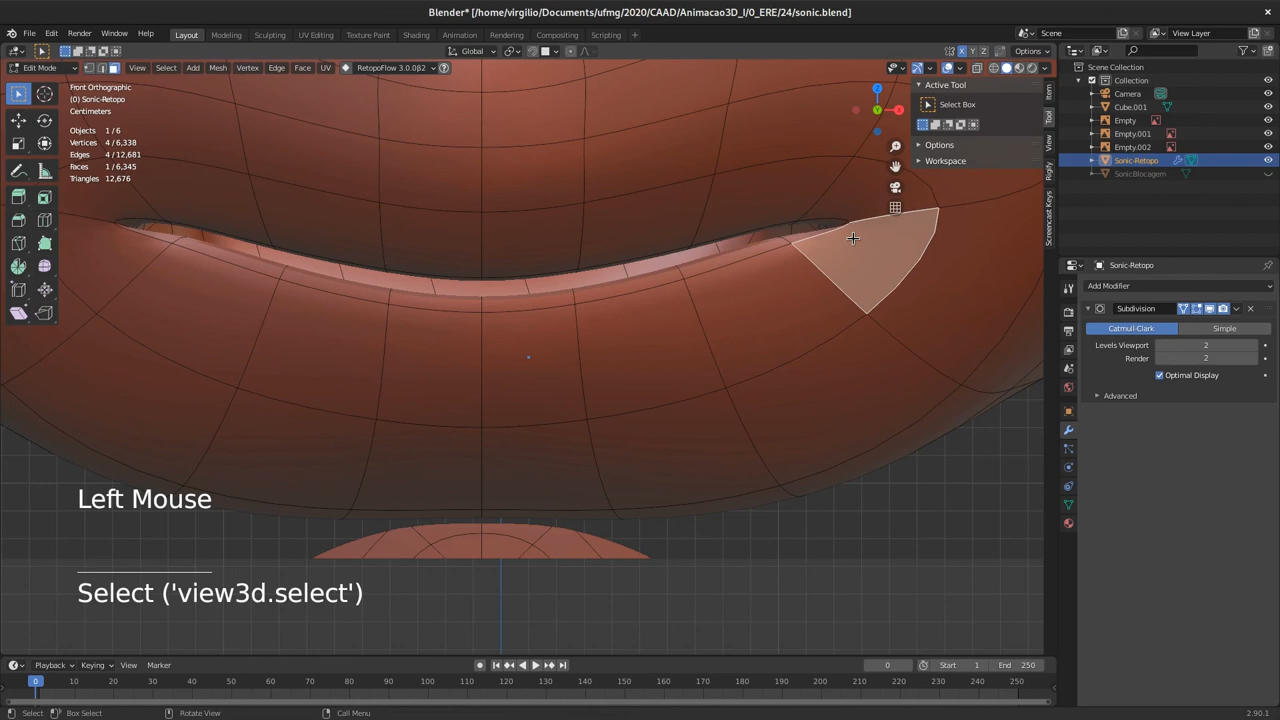 Blender* [/home/virgilio/Documents/ufmg/2020/CAAD/Animacao3D_I/0_ERE/24/sonic.blend]
File Edit Render Window Help Layout Modeling Sculpting UV Editing Texture Paint Shading Animation Rendering Compositing Scripting + Scene View Layer
Global X Y Z Options
Edit Mode View Select Add Mesh Vertex Edge Face UV RetopoFlow 3.0.0β2
Front Orthographic
(0) Sonic-Retopo
Centimeters
Objects 1 / 6
Vertices 4 / 6,338
Edges 4 / 12,681
Faces 1 / 6,345
Triangles 12,676
Z
X
Y
Active Tool
Select Box
Options
Workspace
Item
Tool
View
Rigify
Screencast Keys
Scene Collection
Collection
Camera
Cube.001
Empty
Empty.001
Empty.002
Sonic-Retopo
SonicBlocagem
Sonic-Retopo
Add Modifier
Subdivision
Catmull-Clark Simple
Levels Viewport 2
Render 2
Optimal Display
Advanced
Left Mouse
Select ('view3d.select')
Playback Keying View Marker 0 Start 1 End 250
0 10 20 30 40 50 60 70 80 90 100 110 120 130 140 150 160 170 180 190 200 210 220 230 240 250
Select Box Select Rotate View Call Menu 2.90.1